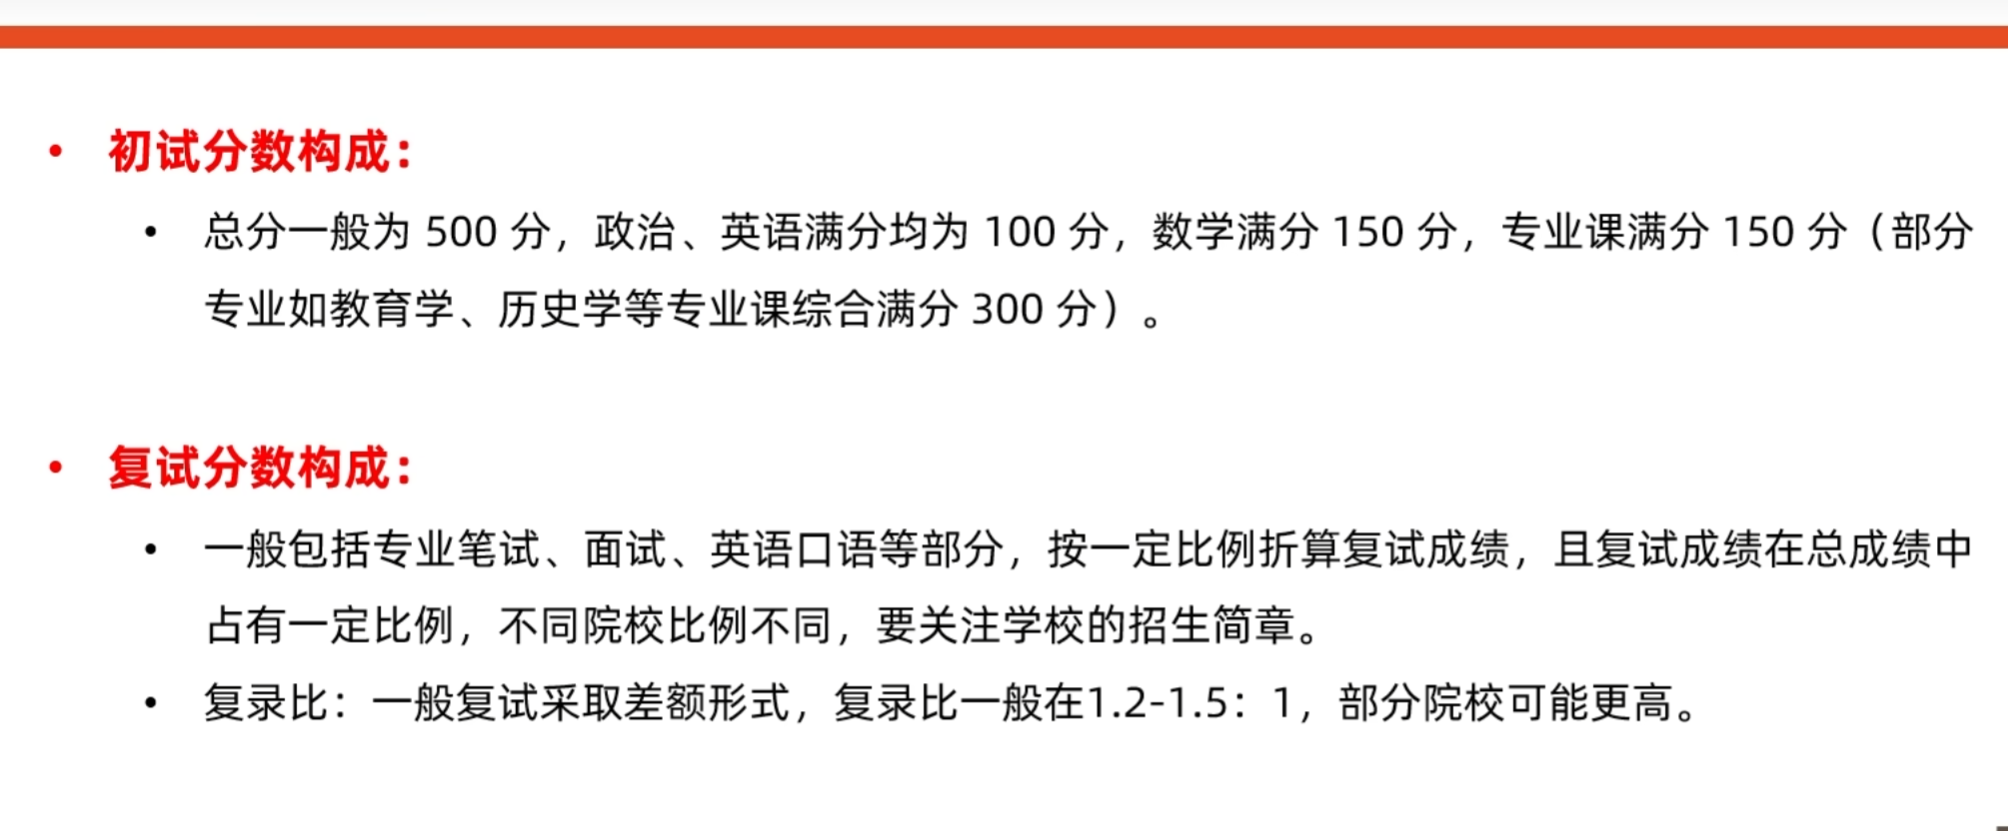 • 初试分数构成：
• 总分一般为 500 分，政治、英语满分均为 100 分，数学满分 150 分，专业课满分 150 分（部分
专业如教育学、历史学等专业课综合满分 300 分）。
• 复试分数构成：
• 一般包括专业笔试、面试、英语口语等部分，按一定比例折算复试成绩，且复试成绩在总成绩中
占有一定比例，不同院校比例不同，要关注学校的招生简章。
• 复录比：一般复试采取差额形式，复录比一般在1.2-1.5：1，部分院校可能更高。